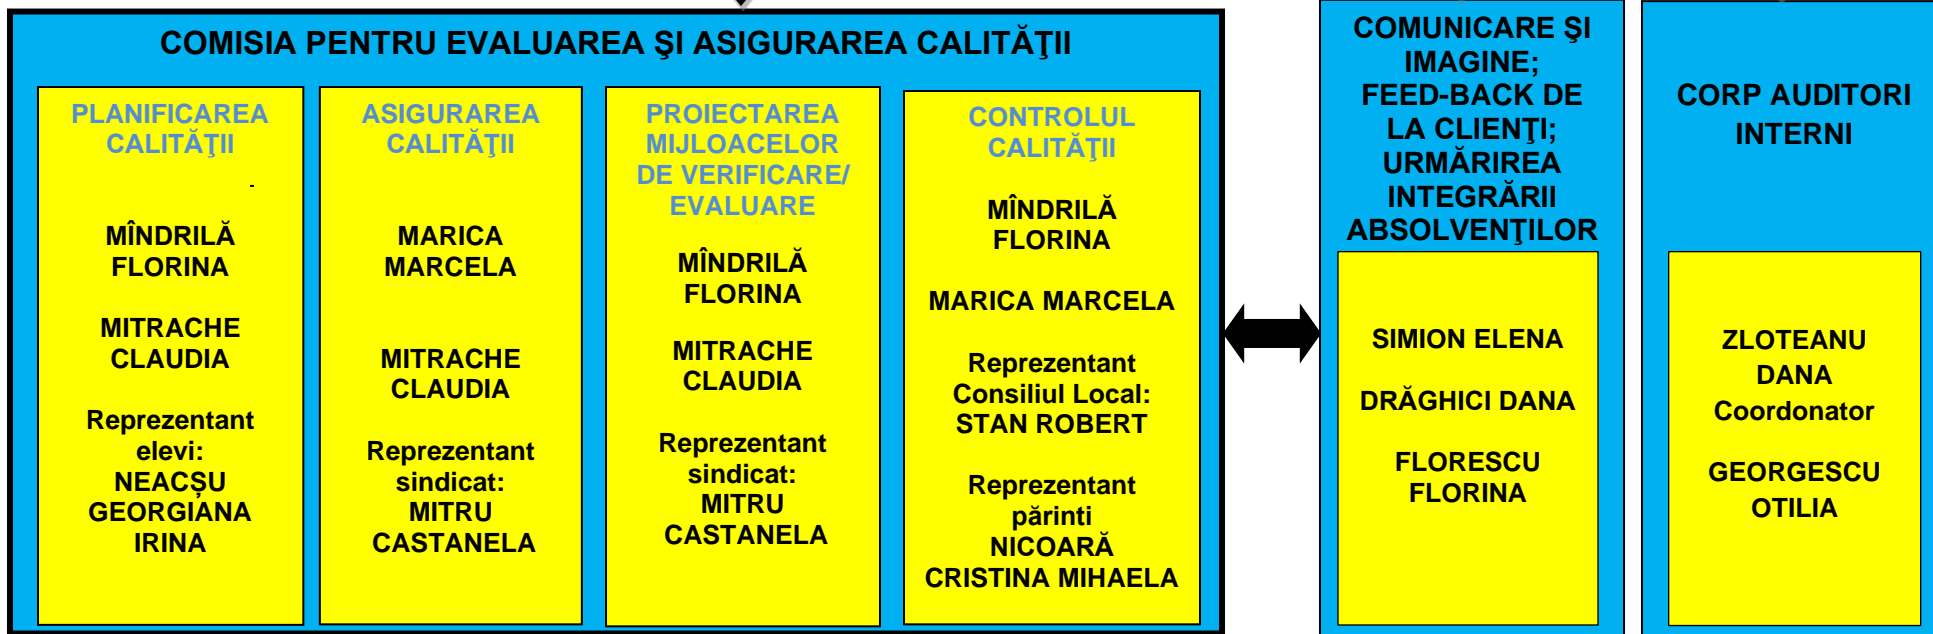 COMISIA PENTRU EVALUAREA ŞI ASIGURAREA CALITĂŢII
PLANIFICAREA
CALITĂŢII
MÎNDRILĂ
FLORINA
MITRACHE
CLAUDIA
Reprezentant
elevi:
NEACȘU
GEORGIANA
IRINA
ASIGURAREA
CALITĂŢII
MARICA
MARCELA
MITRACHE
CLAUDIA
Reprezentant
sindicat:
MITRU
CASTANELA
PROIECTAREA
MIJLOACELOR
DE VERIFICARE/
EVALUARE
MÎNDRILĂ
FLORINA
MITRACHE
CLAUDIA
Reprezentant
sindicat:
MITRU
CASTANELA
CONTROLUL
CALITĂŢII
MÎNDRILĂ
FLORINA
MARICA MARCELA
Reprezentant
Consiliul Local:
STAN ROBERT
Reprezentant
părinti
NICOARĂ
CRISTINA MIHAELA
COMUNICARE ŞI
IMAGINE;
FEED-BACK DE
LA CLIENŢI;
URMĂRIREA
INTEGRĂRII
ABSOLVENŢILOR
SIMION ELENA
DRĂGHICI DANA
FLORESCU
FLORINA
CORP AUDITORI
INTERNI
ZLOTEANU
DANA
Coordonator
GEORGESCU
OTILIA